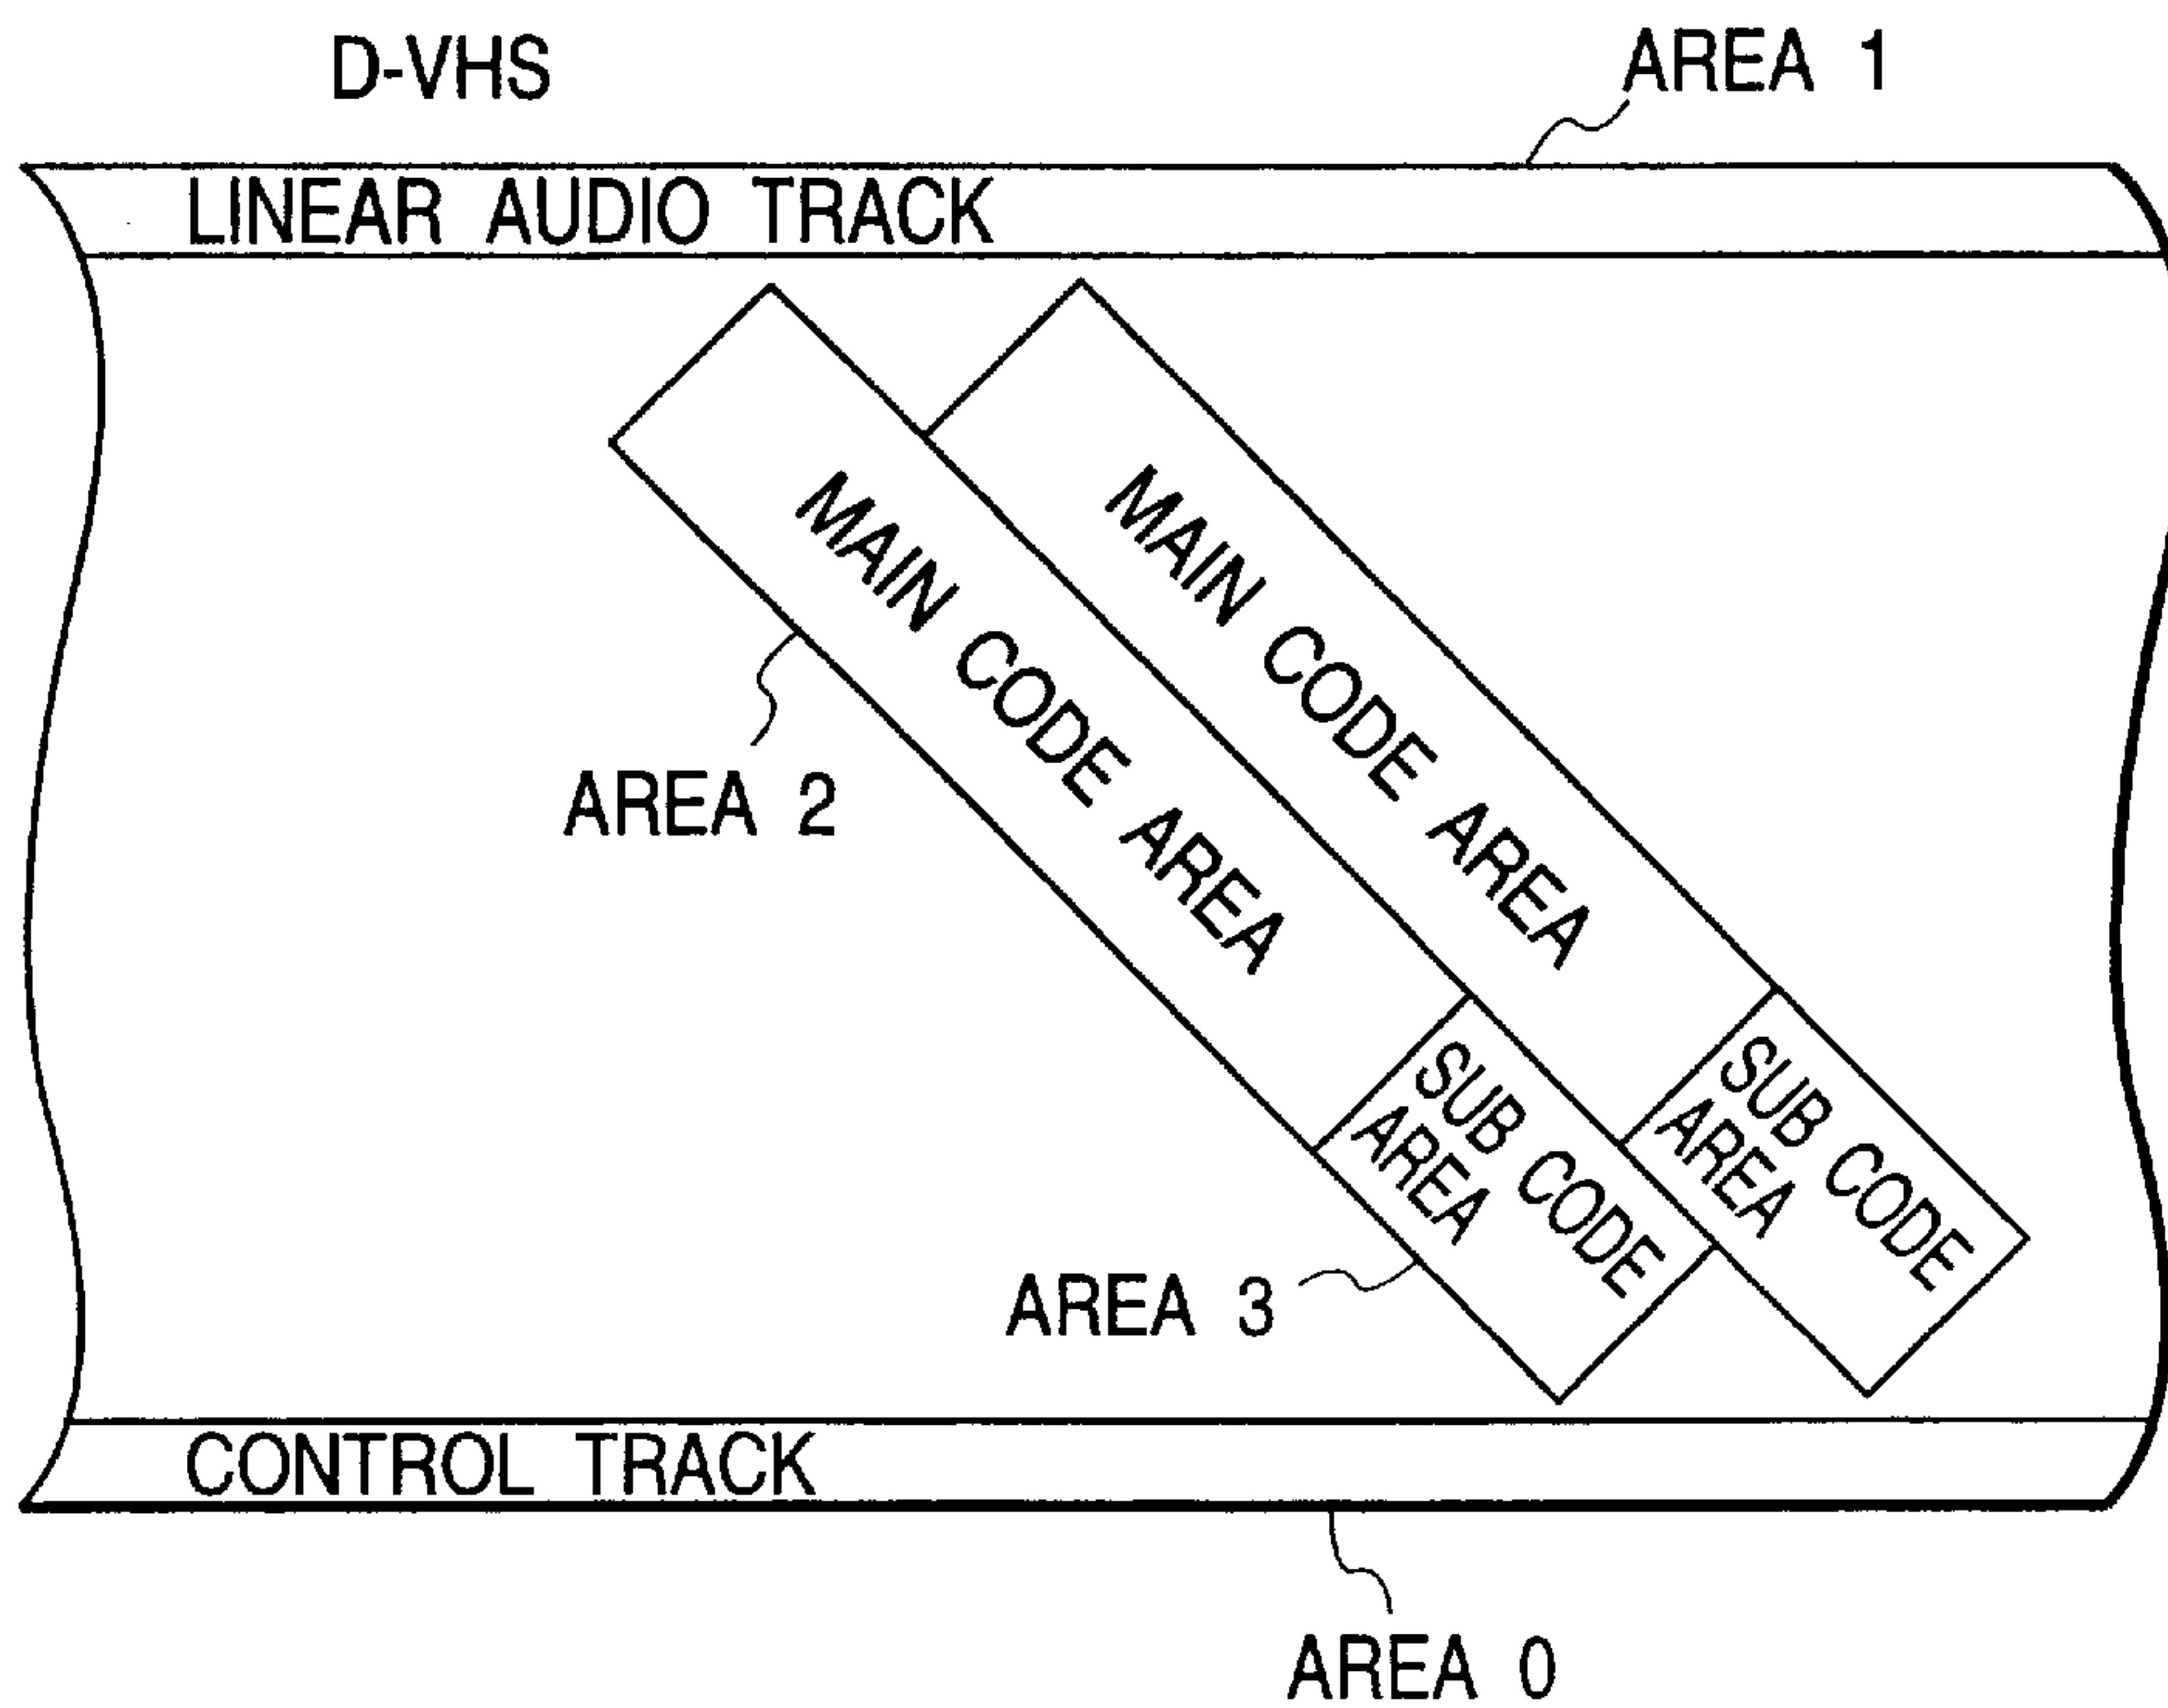 D-VHS
AREA 1
LINEAR AUDIO TRACK
MAIN CODE AREA
MAIN CODE AREA
AREA 2
SUB CODE
AREA
SUB CODE
AREA
AREA 3
CONTROL TRACK
AREA 0